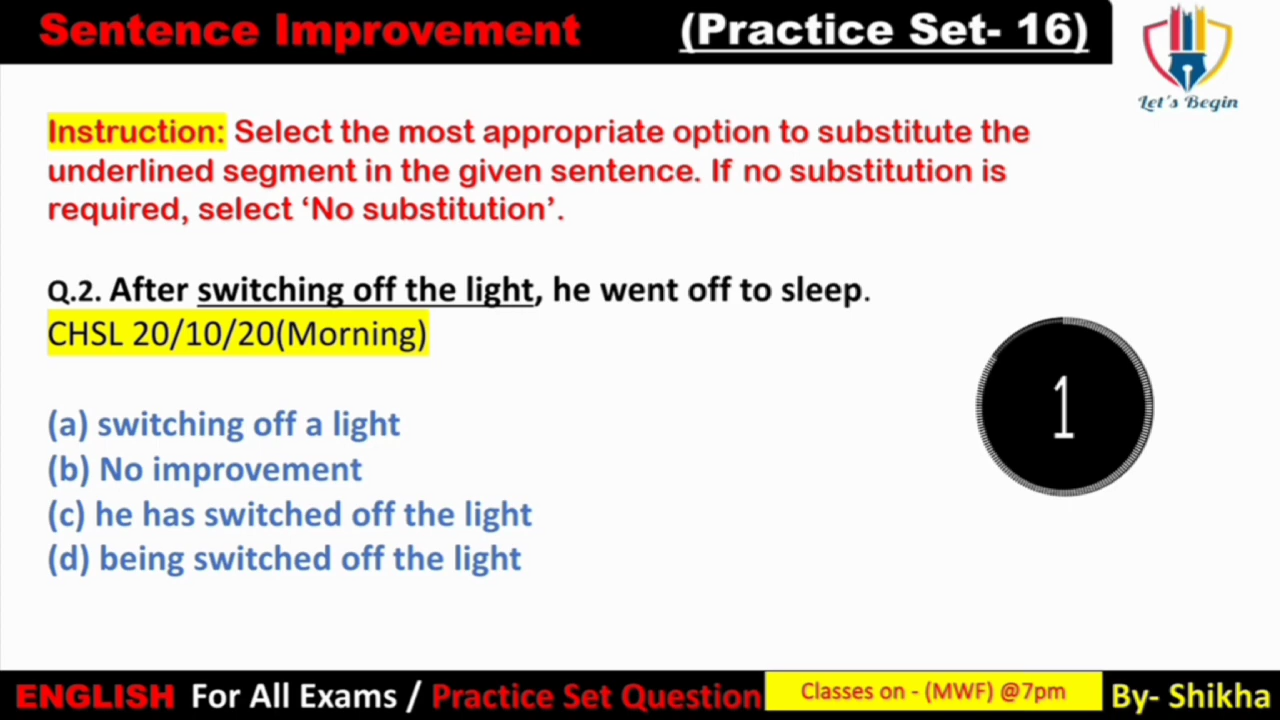 Sentence Improvement (Practice Set- 16)
Let's Begin
Instruction: Select the most appropriate option to substitute the
underlined segment in the given sentence. If no substitution is
required, select ‘No substitution’.
Q.2. After switching off the light, he went off to sleep.
CHSL 20/10/20(Morning)
1
(a) switching off a light
(b) No improvement
(c) he has switched off the light
(d) being switched off the light
ENGLISH For All Exams / Practice Set Question Classes on - (MWF) @7pm By- Shikha